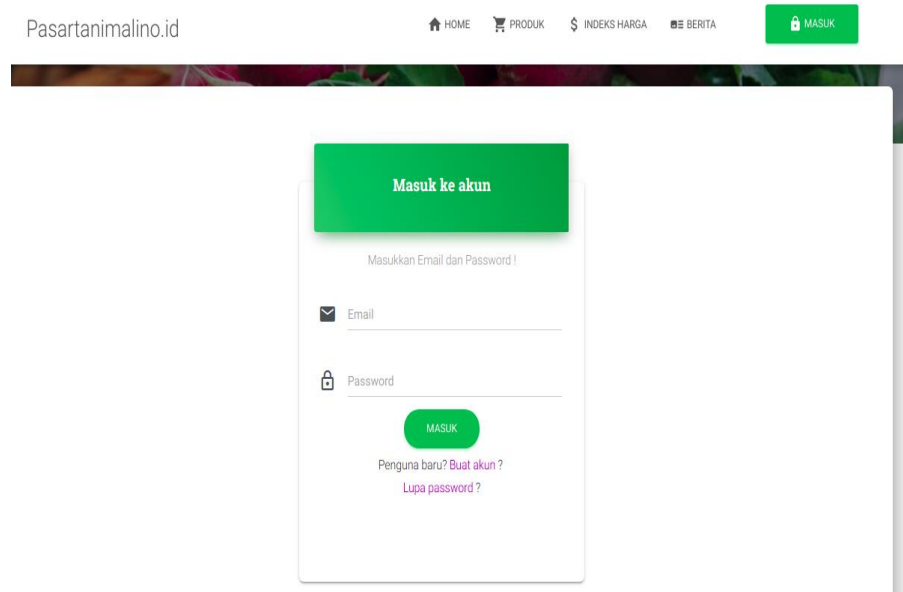 Pasartanimalino.id
HOME PRODUK INDEKS HARGA BERITA MASUK
Masuk ke akun
Masukkan Email dan Password !
Email
Password
MASUK
Penguna baru? Buat akun ?
Lupa password ?